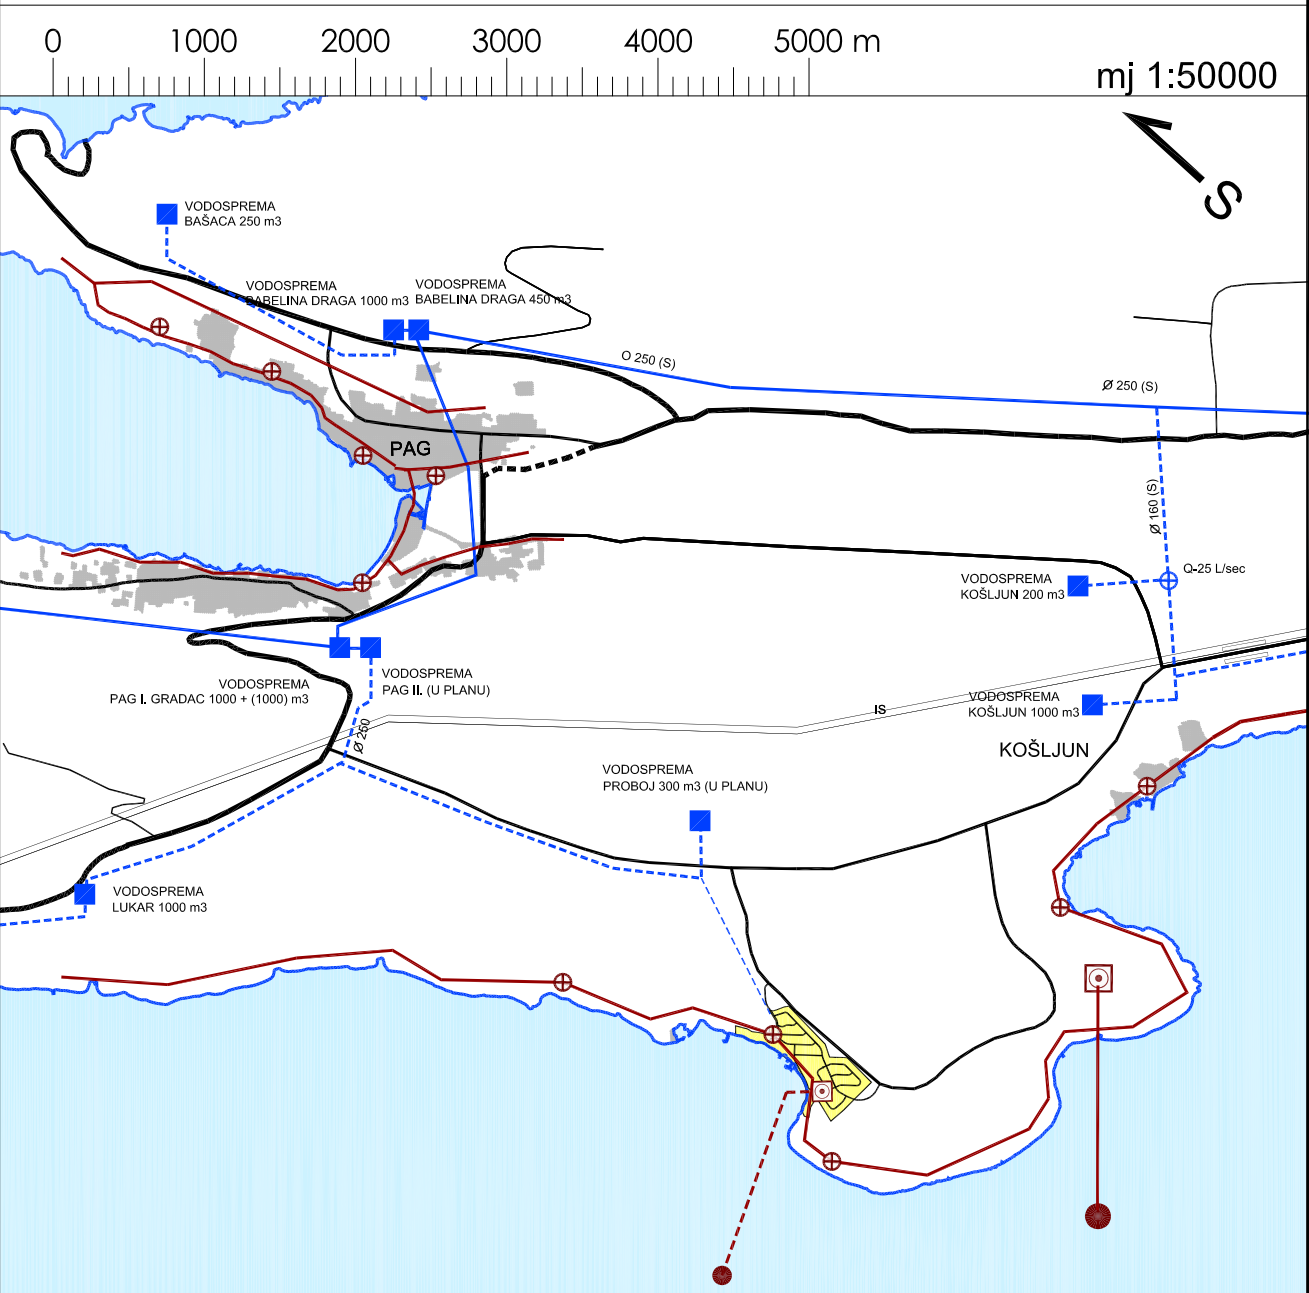 0 1000 2000 3000 4000 5000 m
mj 1:50000
S
VODOSPREMA
BAŠACA 250 m3
VODOSPREMA
BABELINA DRAGA 1000 m3
VODOSPREMA
BABELINA DRAGA 450 m3
O 250 (S)
Ø 250 (S)
PAG
Ø 160 (S)
Q-25 L/sec
VODOSPREMA
KOŠLJUN 200 m3
VODOSPREMA
PAG II. (U PLANU)
VODOSPREMA
PAG I. GRADAC 1000 + (1000) m3
Ø 250
IS
VODOSPREMA
KOŠLJUN 1000 m3
KOŠLJUN
VODOSPREMA
PROBOJ 300 m3 (U PLANU)
VODOSPREMA
LUKAR 1000 m3